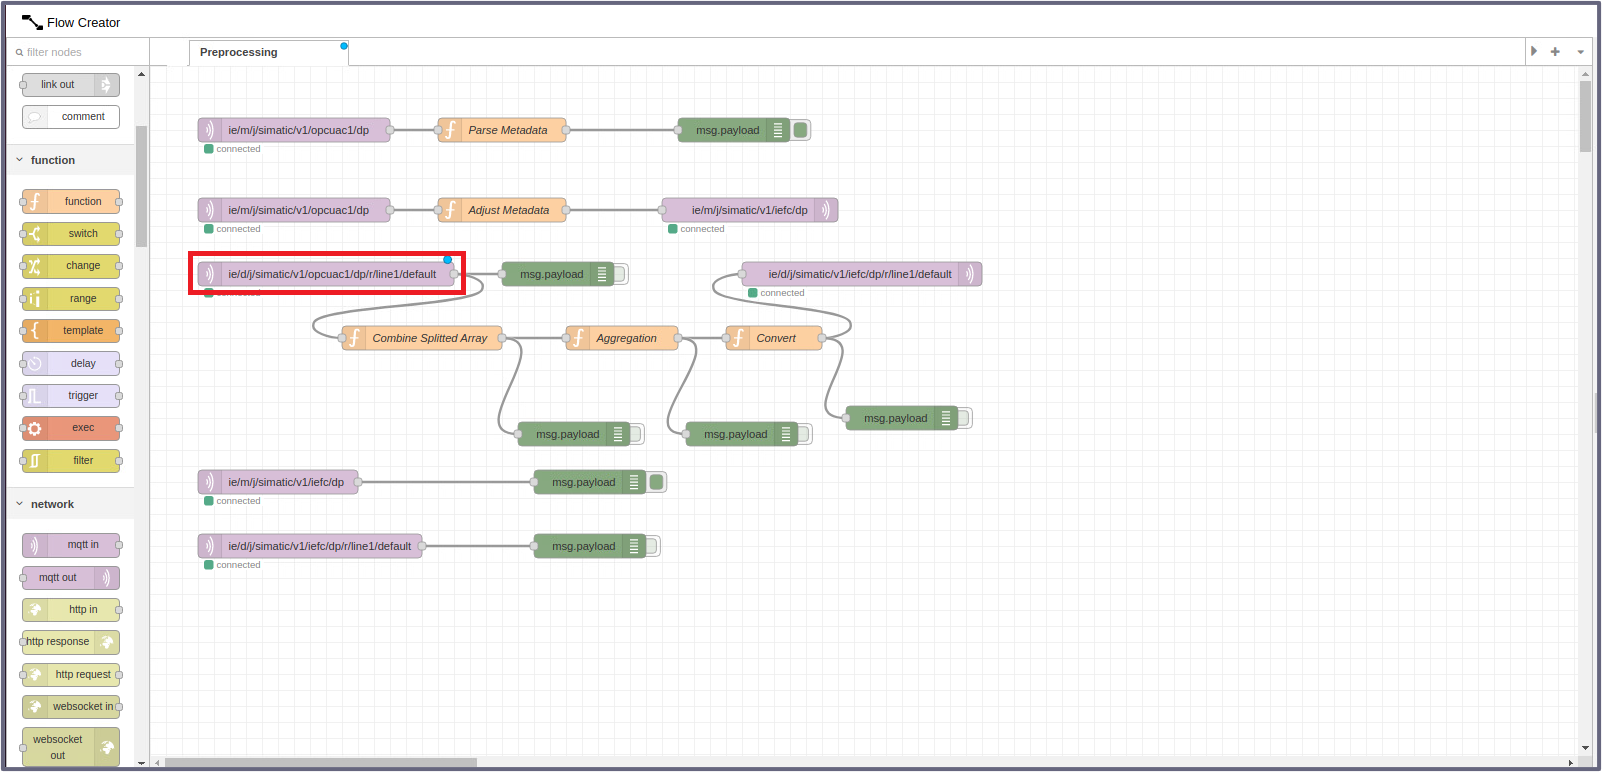 Flow Creator
filter nodes
Preprocessing
link out
comment
function
function
switch
change
range
template
delay
trigger
exec
filter
network
mqtt in
mqtt out
http in
http response
http request
websocket in
websocket
out
ie/m/j/simatic/v1/opcuac1/dp
connected
Parse Metadata
msg.payload
ie/m/j/simatic/v1/opcuac1/dp
connected
Adjust Metadata
ie/m/j/simatic/v1/iefc/dp
connected
ie/d/j/simatic/v1/opcuac1/dp/r/line1/default
msg.payload
ie/d/j/simatic/v1/iefc/dp/r/line1/default
connected
Combine Splitted Array
Aggregation
Convert
msg.payload
msg.payload
msg.payload
ie/m/j/simatic/v1/iefc/dp
connected
msg.payload
ie/d/j/simatic/v1/iefc/dp/r/line1/default
connected
msg.payload